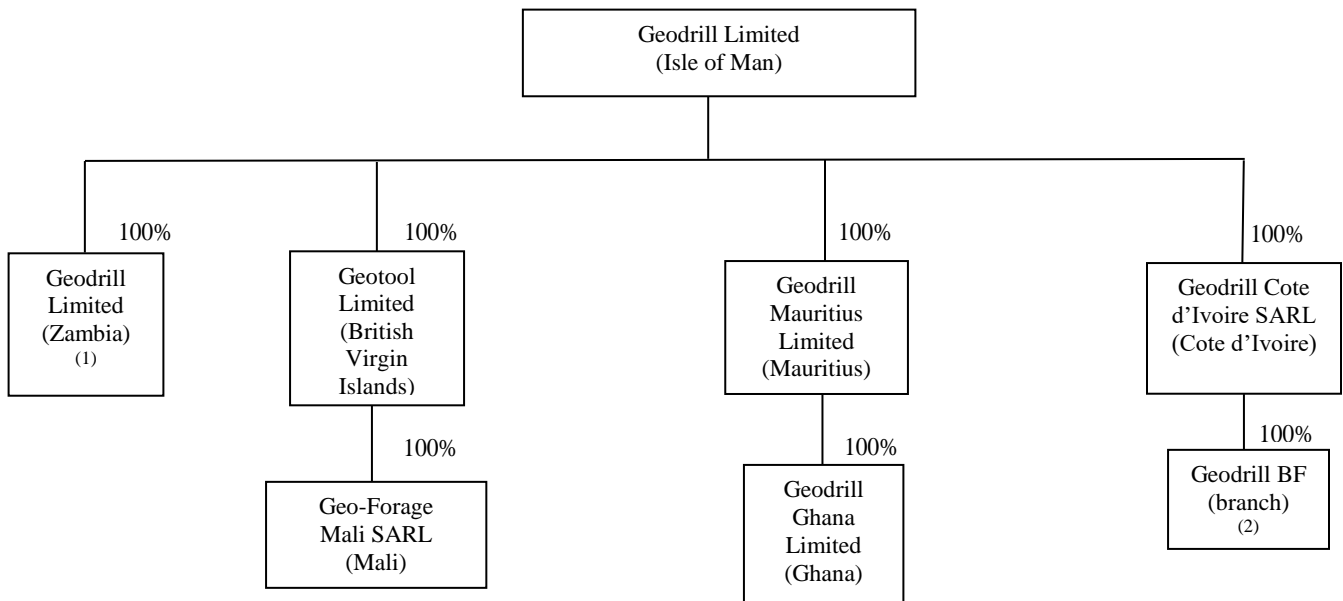 Geodrill Limited
(Isle of Man)
100%
100%
100%
100%
Geodrill
Limited
(Zambia)
(1)
Geotool
Limited
(British
Virgin
Islands)
Geodrill
Mauritius
Limited
(Mauritius)
Geodrill Cote
d’Ivoire SARL
(Cote d’Ivoire)
100%
100%
100%
Geo-Forage
Mali SARL
(Mali)
Geodrill
Ghana
Limited
(Ghana)
Geodrill BF
(branch)
(2)